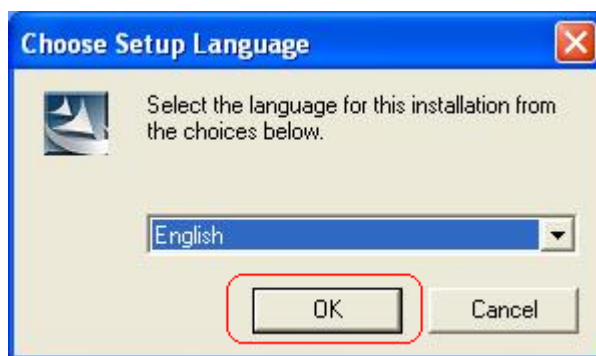 Choose Setup Language
Select the language for this installation from
the choices below.
English
OK
Cancel